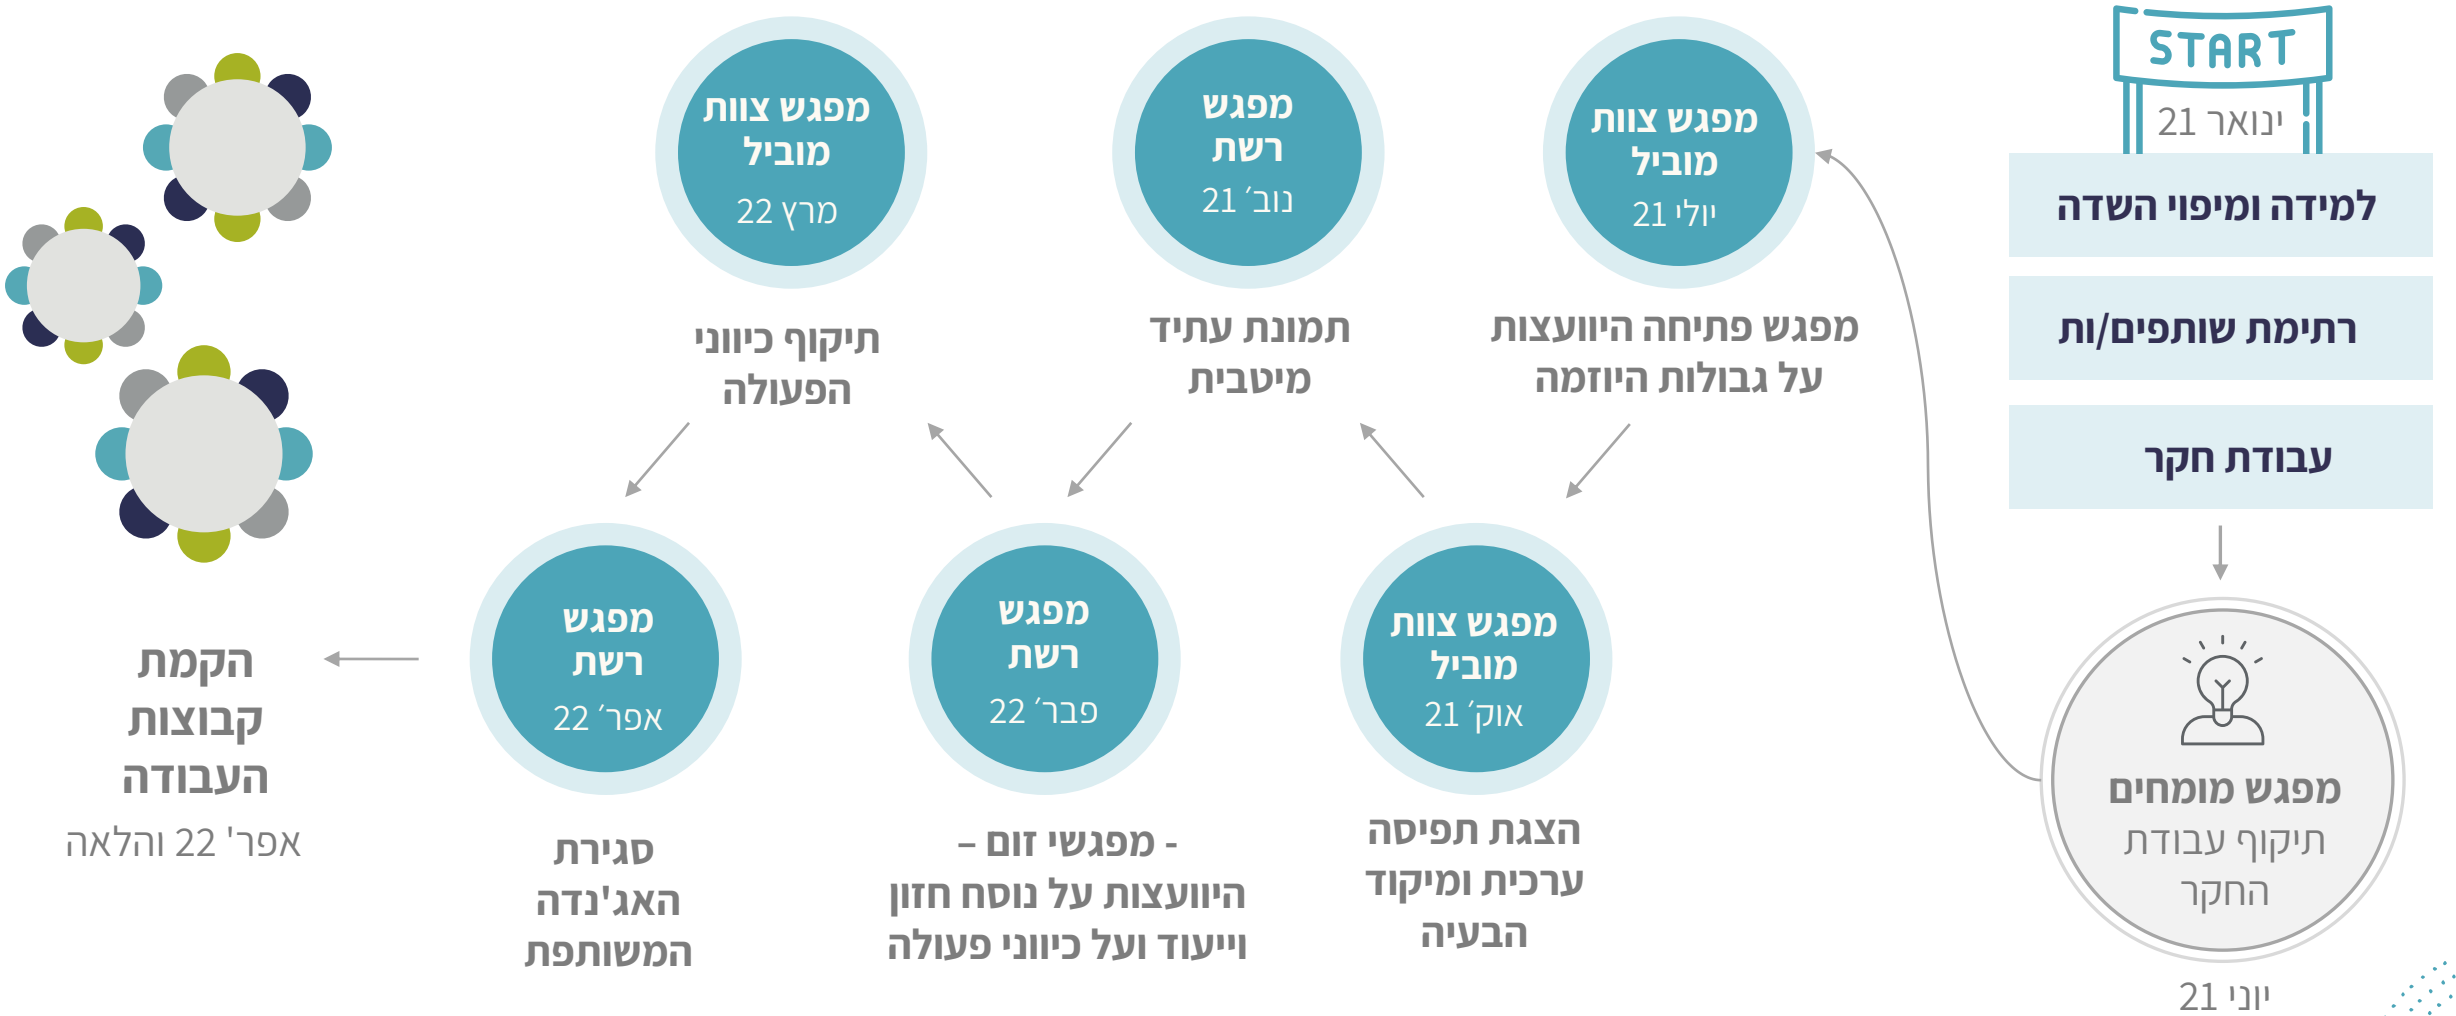 START
ינואר 21
למידה ומיפוי השדה
רתימת שותפים/ות
עבודת חקר
מפגש מומחים
תיקוף עבודת
החקר
יוני 21
מפגש צוות
מוביל
יולי 21
מפגש פתיחה היוועצות
על גבולות היוזמה
מפגש צוות
מוביל
אוק׳ 21
הצגת תפיסה
ערכית ומיקוד
הבעיה
מפגש
רשת
נוב׳ 21
תמונת עתיד
מיטבית
מפגש
רשת
פבר׳ 22
- מפגשי זום –
היוועצות על נוסח חזון
וייעוד ועל כיווני פעולה
מפגש צוות
מוביל
מרץ 22
תיקוף כיווני
הפעולה
מפגש
רשת
אפר׳ 22
סגירת
האג'נדה
המשותפת
הקמת
קבוצות
העבודה
אפר' 22 והלאה